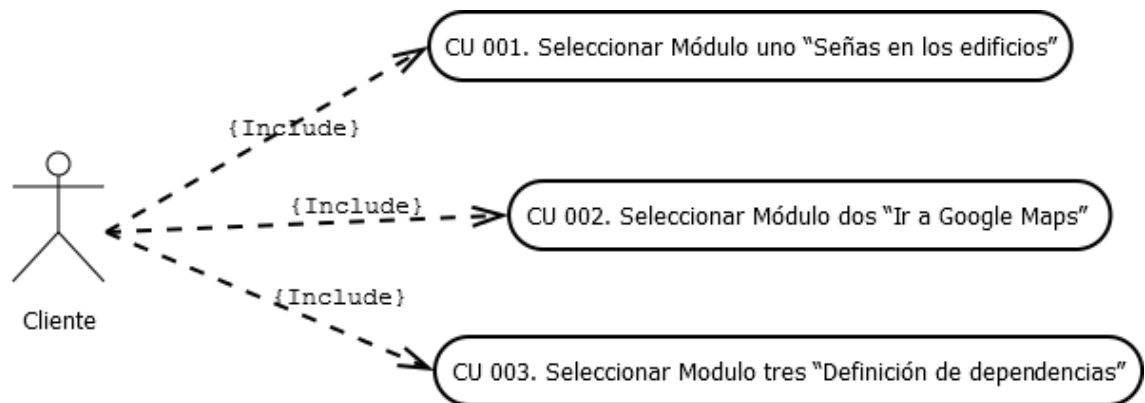 CU 001. Seleccionar Módulo uno “Señas en los edificios”
{Include}
{Include}
CU 002. Seleccionar Módulo dos “Ir a Google Maps”
{Include}
Cliente
CU 003. Seleccionar Modulo tres “Definición de dependencias”